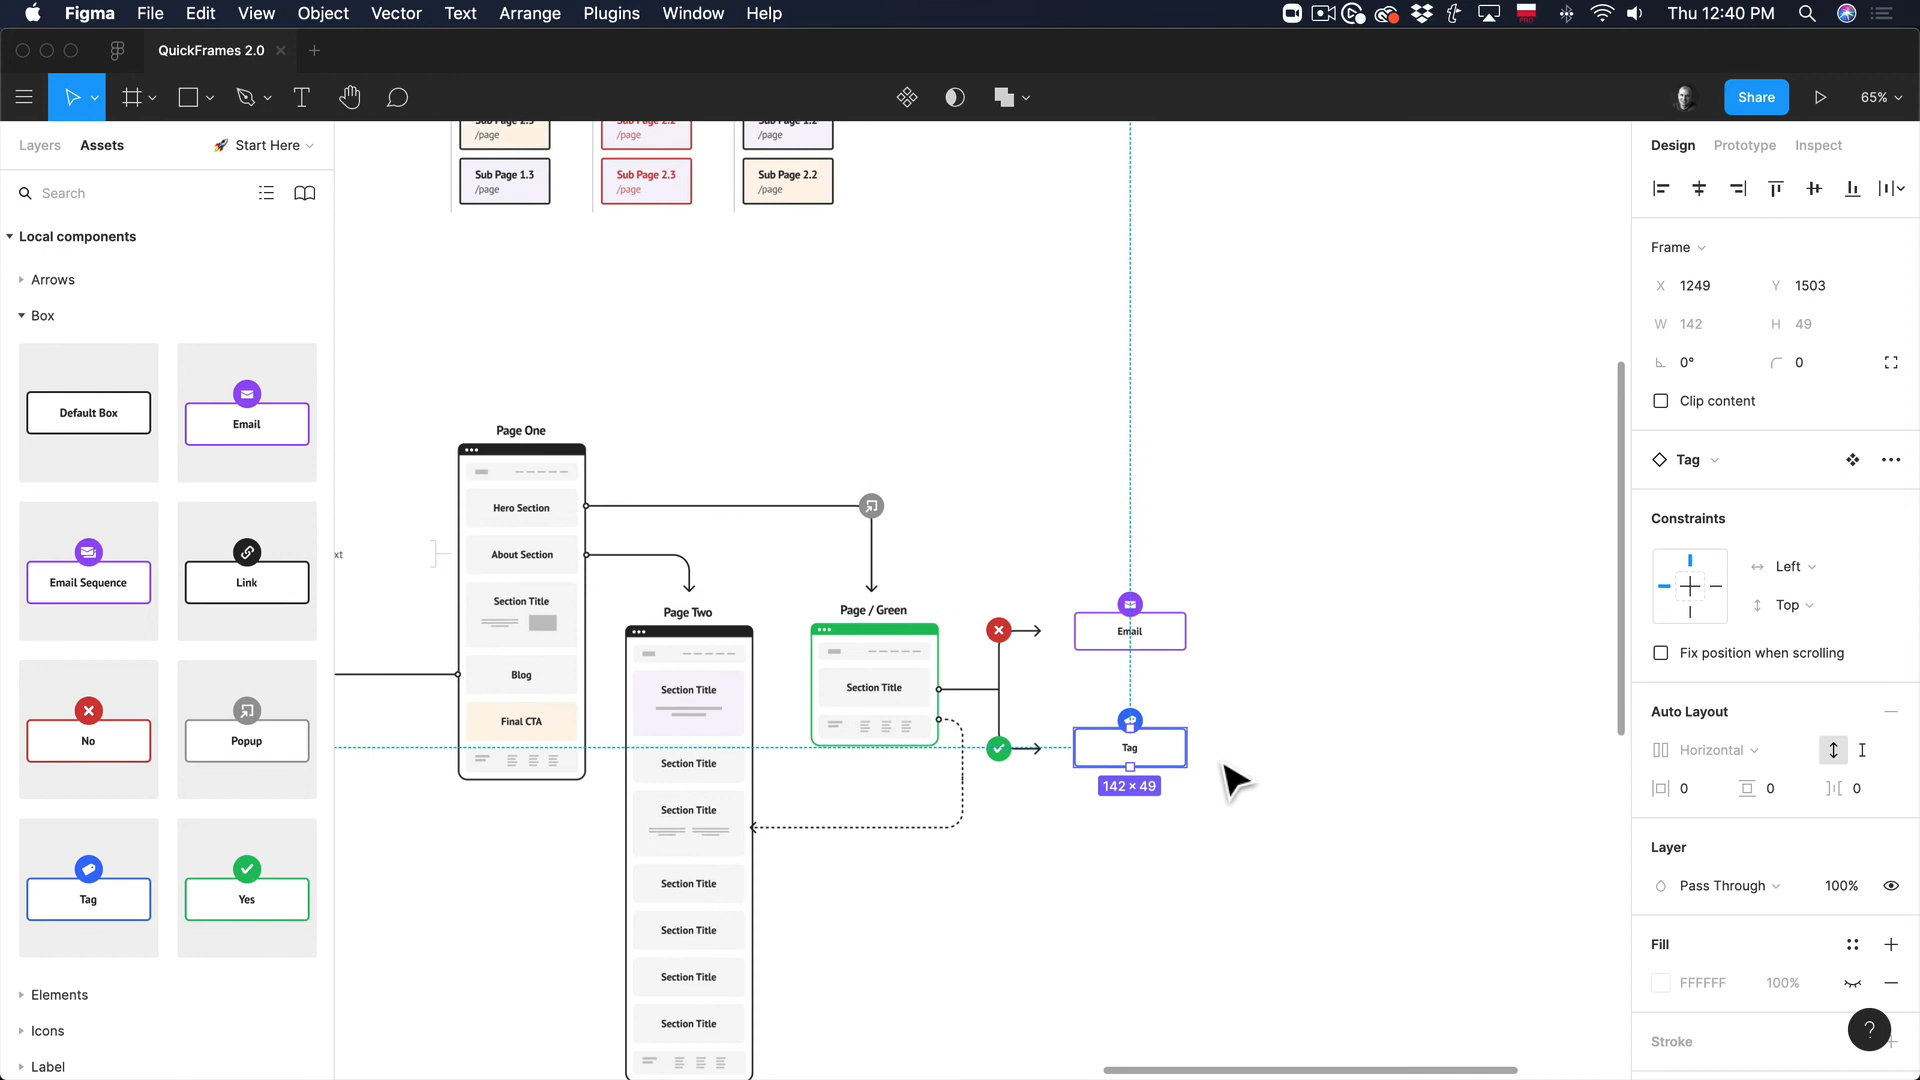 Figma File Edit View Object Vector Text Arrange Plugins Window Help
Thu 12:40 PM
QuickFrames 2.0
Share
65%
Layers Assets
🚀 Start Here
Search
Local components
Arrows
Box
Default Box
Email
Email Sequence
Link
No
Popup
Tag
Yes
Elements
Icons
Label
/page
/page
/page
Sub Page 1.3
/page
Sub Page 2.3
/page
Sub Page 2.2
/page
xt
Page One
Hero Section
About Section
Section Title
Blog
Final CTA
Page Two
Section Title
Section Title
Section Title
Section Title
Section Title
Section Title
Section Title
Page / Green
Section Title
Email
Tag
142 × 49
Design Prototype Inspect
Frame
X 1249 Y 1503
W 142 H 49
0° 0
Clip content
Tag
Constraints
Left
Top
Fix position when scrolling
Auto Layout
Horizontal
0 0 0
Layer
Pass Through 100%
Fill
FFFFFF 100%
Stroke
?